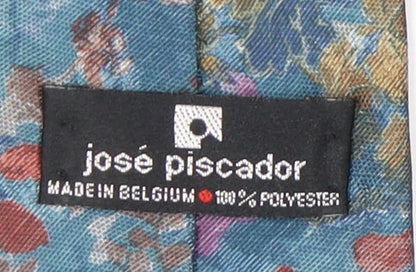 josé piscador
MADE IN BELGIUM ● 100% POLYESTER